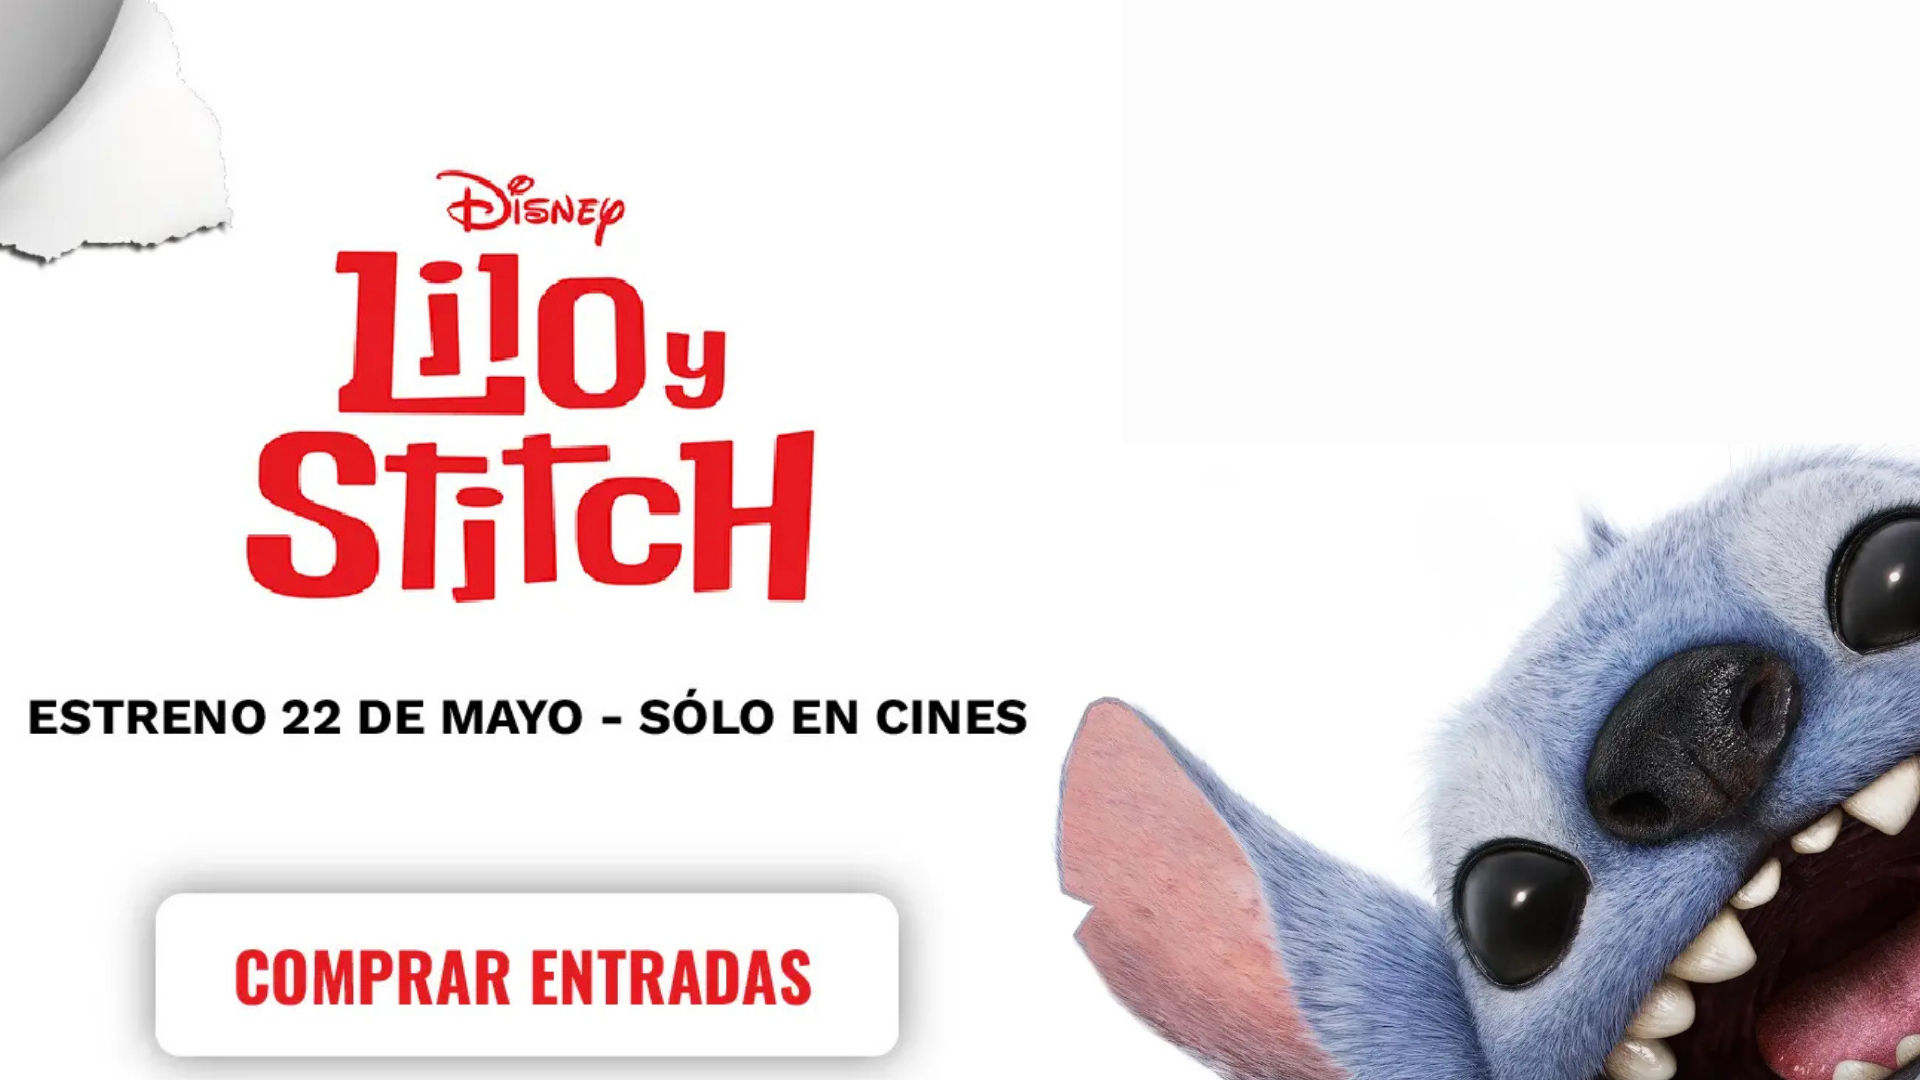 Disney
Lilo y
Stitch
ESTRENO 22 DE MAYO - SÓLO EN CINES
COMPRAR ENTRADAS